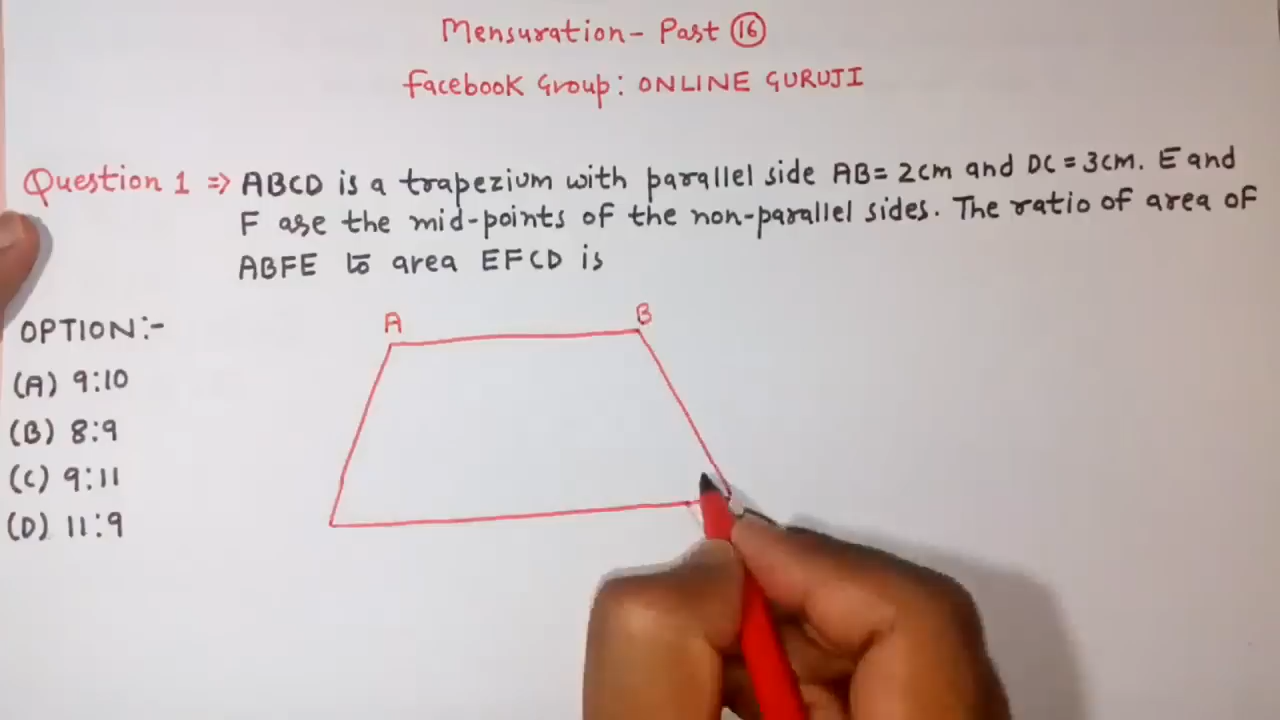 Mensuration- Part 16
Facebook Group: ONLINE GURUJI
Question 1 => ABCD is a trapezium with parallel side AB= 2cm and DC = 3cm. E and
F are the mid-points of the non-parallel sides. The ratio of area of
ABFE to area EFCD is
OPTION:-
(A) 9:10
(B) 8:9
(C) 9:11
(D) 11:9
A B